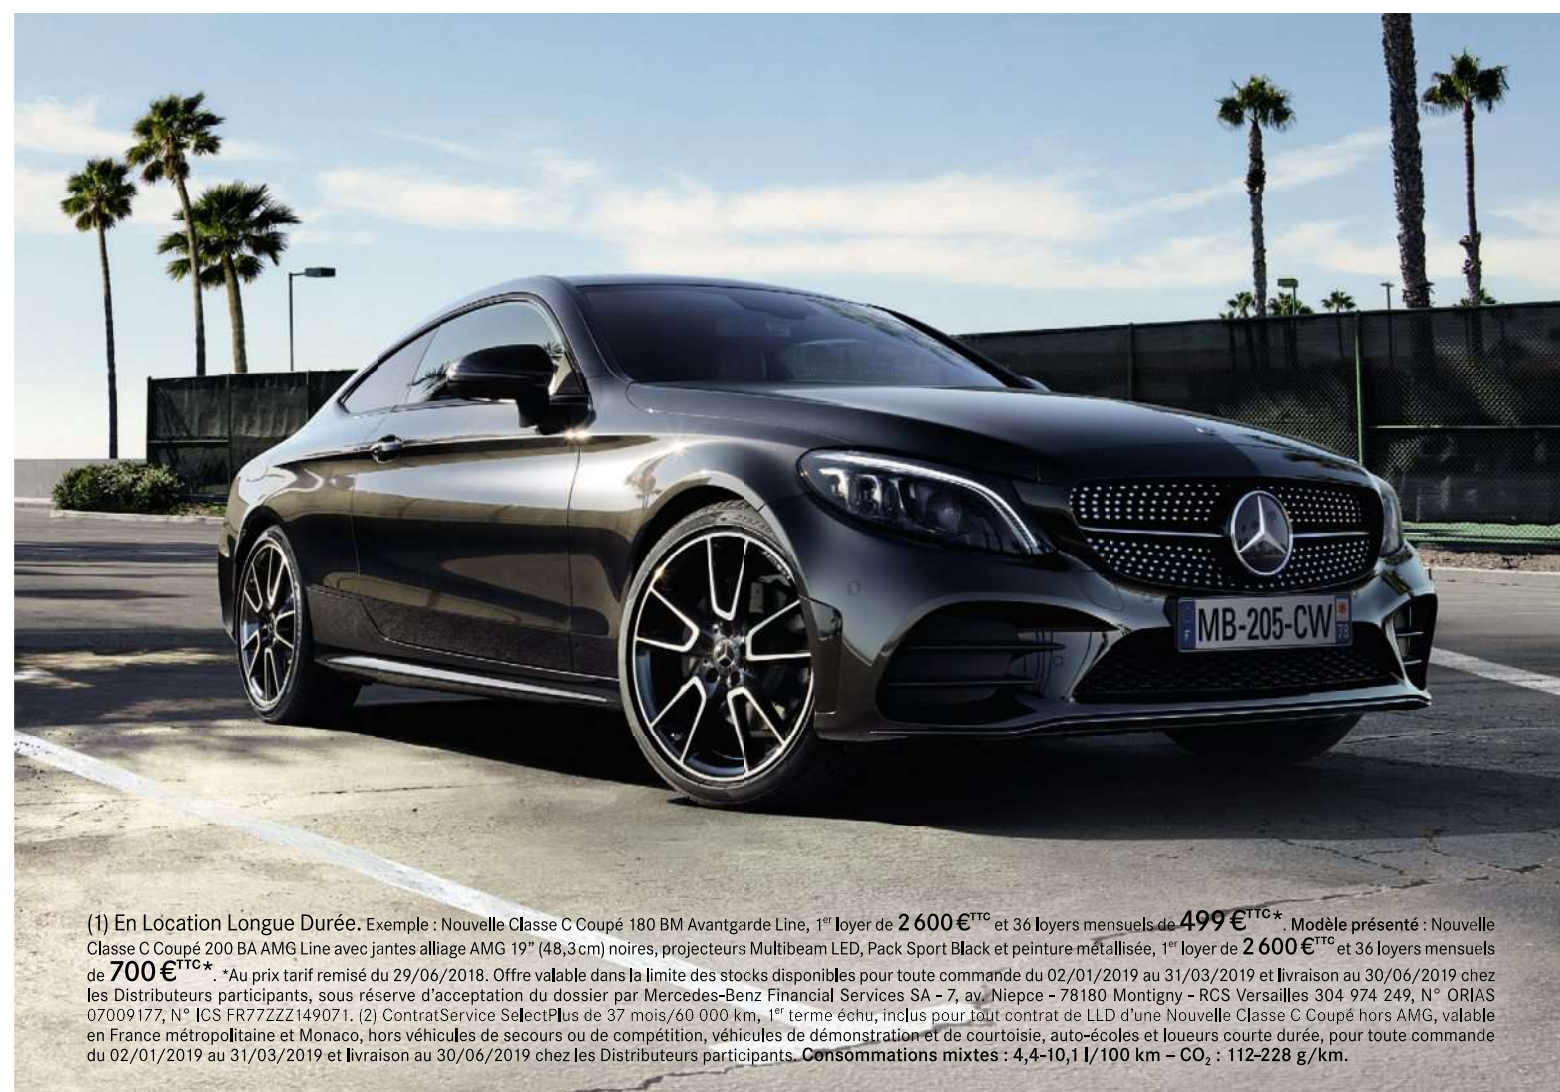 MB-205-CW
F
78
(1) En Location Longue Durée. Exemple : Nouvelle Classe C Coupé 180 BM Avantgarde Line, 1er loyer de 2 600 €TTC et 36 loyers mensuels de 499 €TTC*. Modèle présenté : Nouvelle
Classe C Coupé 200 BA AMG Line avec jantes alliage AMG 19” (48,3 cm) noires, projecteurs Multibeam LED, Pack Sport Black et peinture métallisée, 1er loyer de 2 600 €TTC et 36 loyers mensuels
de 700 €TTC*. *Au prix tarif remisé du 29/06/2018. Offre valable dans la limite des stocks disponibles pour toute commande du 02/01/2019 au 31/03/2019 et livraison au 30/06/2019 chez
les Distributeurs participants, sous réserve d’acceptation du dossier par Mercedes-Benz Financial Services SA - 7, av. Niepce - 78180 Montigny - RCS Versailles 304 974 249, N° ORIAS
07009177, N° ICS FR77ZZZ149071. (2) ContratService SelectPlus de 37 mois/60 000 km, 1er terme échu, inclus pour tout contrat de LLD d’une Nouvelle Classe C Coupé hors AMG, valable
en France métropolitaine et Monaco, hors véhicules de secours ou de compétition, véhicules de démonstration et de courtoisie, auto-écoles et loueurs courte durée, pour toute commande
du 02/01/2019 au 31/03/2019 et livraison au 30/06/2019 chez les Distributeurs participants. Consommations mixtes : 4,4-10,1 l/100 km – CO₂ : 112-228 g/km.